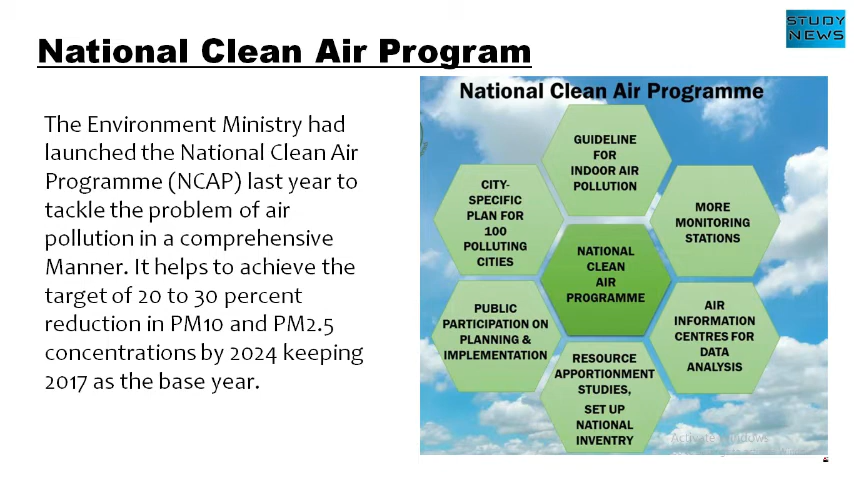 STUDY
NEWS
National Clean Air Program
The Environment Ministry had
launched the National Clean Air
Programme (NCAP) last year to
tackle the problem of air
pollution in a comprehensive
Manner. It helps to achieve the
target of 20 to 30 percent
reduction in PM10 and PM2.5
concentrations by 2024 keeping
2017 as the base year.
National Clean Air Programme
GUIDELINE
FOR
INDOOR AIR
POLLUTION
CITY-
SPECIFIC
PLAN FOR
100
POLLUTING
CITIES
MORE
MONITORING
STATIONS
NATIONAL
CLEAN
AIR
PROGRAMME
PUBLIC
PARTICIPATION ON
PLANNING &
IMPLEMENTATION
AIR
INFORMATION
CENTRES FOR
DATA
ANALYSIS
RESOURCE
APPORTIONMENT
STUDIES,
SET UP
NATIONAL
INVENTRY
Activate Windows